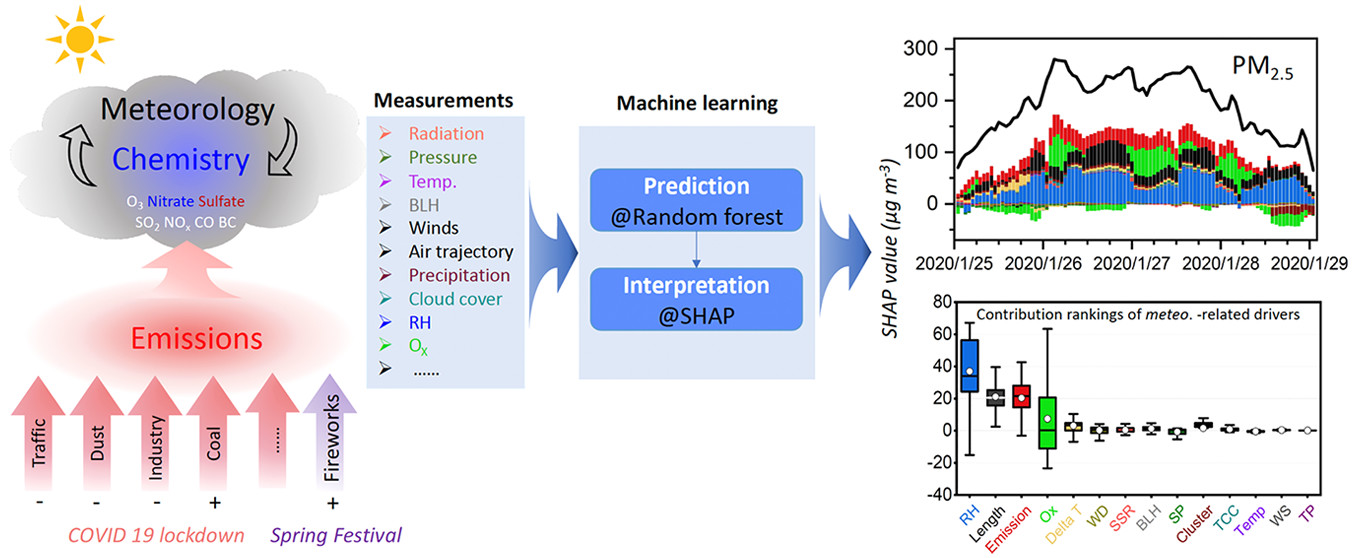 Meteorology
Chemistry
O3 Nitrate Sulfate
SO2 NOx CO BC
Emissions
Traffic
Dust
Industry
Coal
......
Fireworks
- - - + +
COVID 19 lockdown
Spring Festival
Measurements
Radiation
Pressure
Temp.
BLH
Winds
Air trajectory
Precipitation
Cloud cover
RH
OX
......
Machine learning
Prediction
@Random forest
Interpretation
@SHAP
SHAP value (μg m-3)
300
200
100
0
PM2.5
2020/1/25 2020/1/26 2020/1/27 2020/1/28 2020/1/29
Contribution rankings of meteo. -related drivers
80
60
40
20
0
-20
-40
RH
Length
Emission
Ox
Delta T
WD
SSR
BLH
SP
Cluster
TCC
Temp
WS
TP